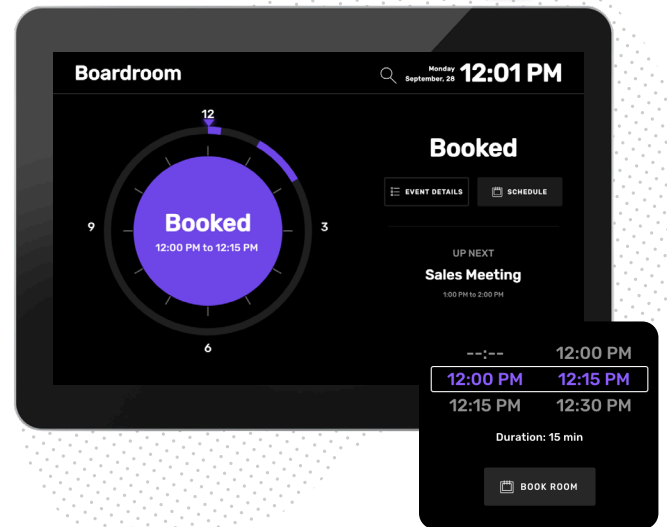 Boardroom
Monday
September, 28
12:01 PM
12
3
6
9
Booked
12:00 PM to 12:15 PM
Booked
EVENT DETAILS
SCHEDULE
UP NEXT
Sales Meeting
1:00 PM to 2:00 PM
--:-- 12:00 PM
12:00 PM 12:15 PM
12:15 PM 12:30 PM
Duration: 15 min
BOOK ROOM